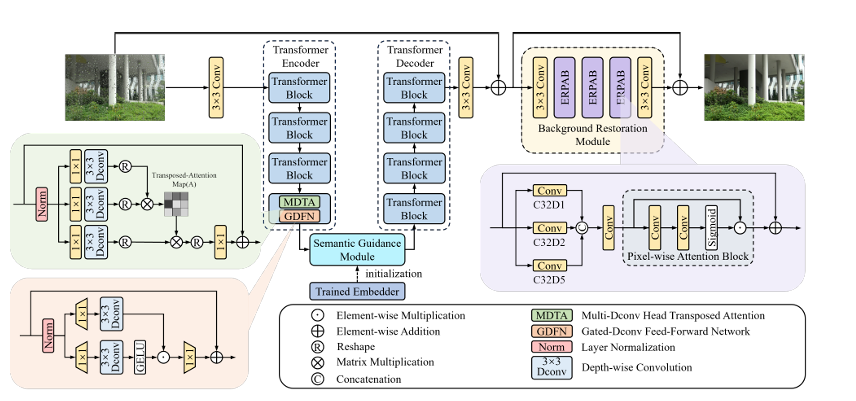 Transformer
Encoder
Transformer
Block
Transformer
Block
Transformer
Block
MDTA
GDFN
3×3 Conv
Transformer
Decoder
Transformer
Block
Transformer
Block
Transformer
Block
Transformer
Block
3×3 Conv
3×3 Conv
ERPAB
ERPAB
ERPAB
3×3 Conv
Background Restoration
Module
Semantic Guidance
Module
initialization
Trained Embedder
Norm
1×1
3×3
Dconv
R
1×1
3×3
Dconv
R
1×1
3×3
Dconv
R
Transposed-Attention
Map(A)
R
1×1
Norm
1×1
3×3
Dconv
1×1
3×3
Dconv
GELU
1×1
Conv
C32D1
Conv
C32D2
Conv
C32D5
C
Conv
Conv
Conv
Sigmoid
Pixel-wise Attention Block
Element-wise Multiplication
Element-wise Addition
R Reshape
Matrix Multiplication
C Concatenation
MDTA Multi-Dconv Head Transposed Attention
GDFN Gated-Dconv Feed-Forward Network
Norm Layer Normalization
3×3
Dconv Depth-wise Convolution